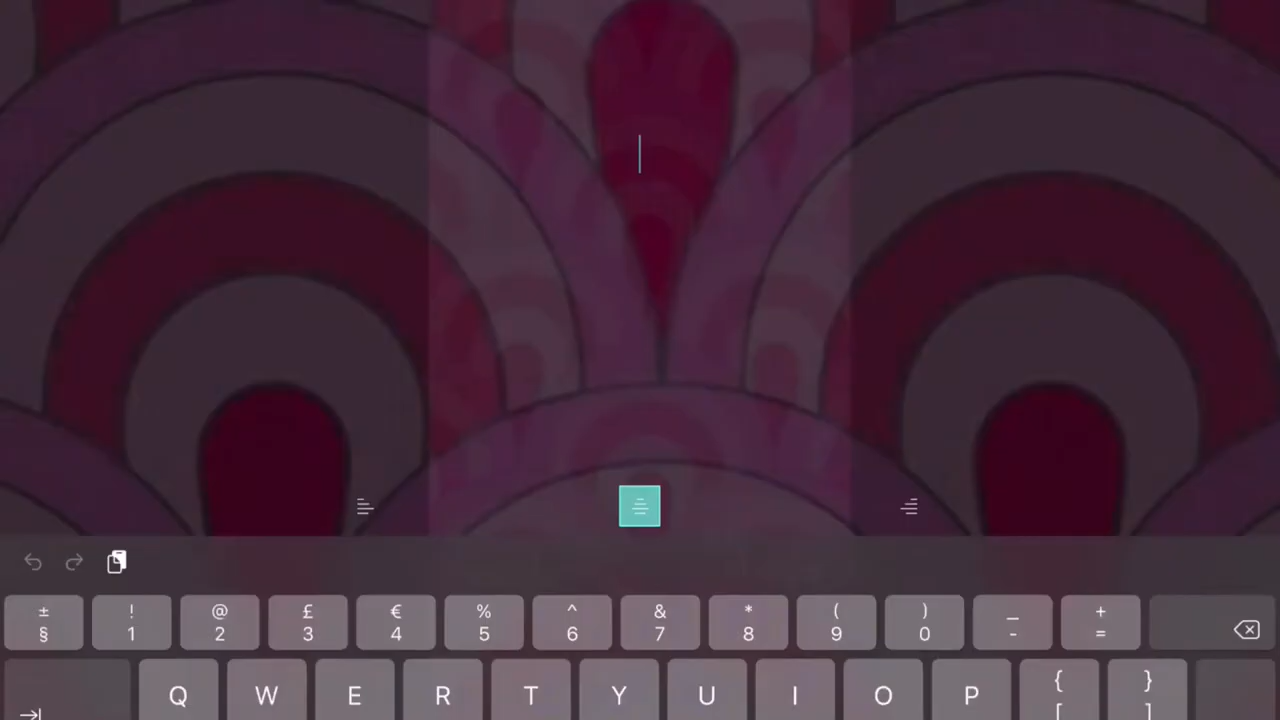 ± ! @ £ € % ^ & * ( ) _ +
§ 1 2 3 4 5 6 7 8 9 0 - =
Q W E R T Y U I O P { }
[ ]